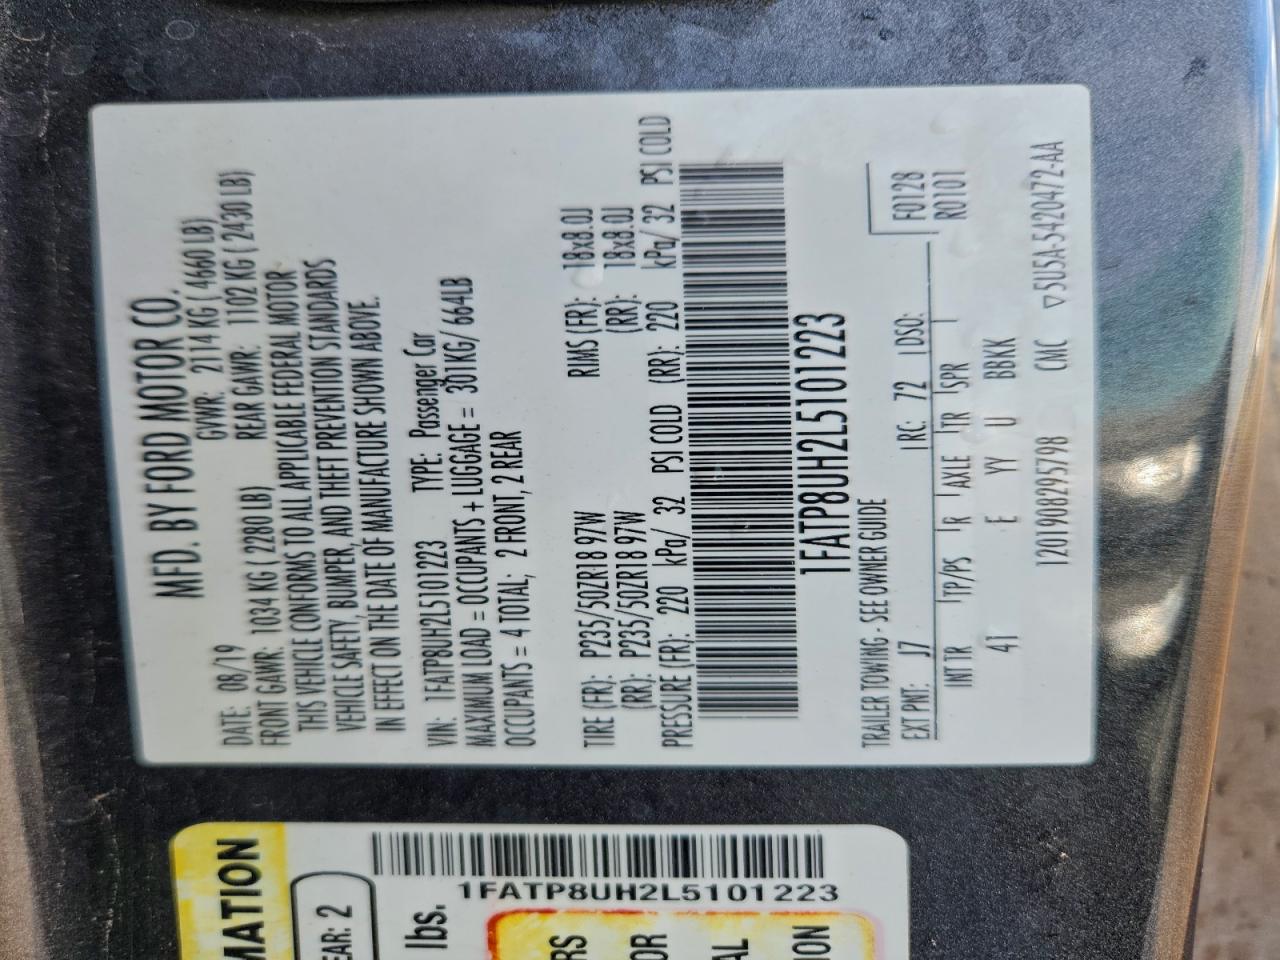 MFD. BY FORD MOTOR CO.
DATE: 08/19 GVWR: 2114 KG ( 4660 LB)
FRONT GAWR: 1034 KG ( 2280 LB) REAR GAWR: 1102 KG ( 2430 LB)
THIS VEHICLE CONFORMS TO ALL APPLICABLE FEDERAL MOTOR
VEHICLE SAFETY, BUMPER, AND THEFT PREVENTION STANDARDS
IN EFFECT ON THE DATE OF MANUFACTURE SHOWN ABOVE.
VIN: 1FATP8UH2L5101223 TYPE: Passenger Car
MAXIMUM LOAD = OCCUPANTS + LUGGAGE = 301KG/ 664LB
OCCUPANTS = 4 TOTAL; 2 FRONT, 2 REAR
TIRE (FR): P235/50ZR18 97W RIMS (FR): 18x8.0J
(RR): P235/50ZR18 97W (RR): 18x8.0J
PRESSURE (FR): 220 kPa/ 32 PSI COLD (RR): 220 kPa/ 32 PSI COLD
1FATP8UH2L5101223
TRAILER TOWING - SEE OWNER GUIDE
EXT PNT: J7 RC: 72 DSO: F0128
R0101
INT TR TP/PS R AXLE TR SPR
41 E YY U BBKK
1201908295798 CMC ▽5U5A-5420472-AA
MATION
EAR: 2
lbs.
1FATP8UH2L5101223
RS
OR
AL
ION